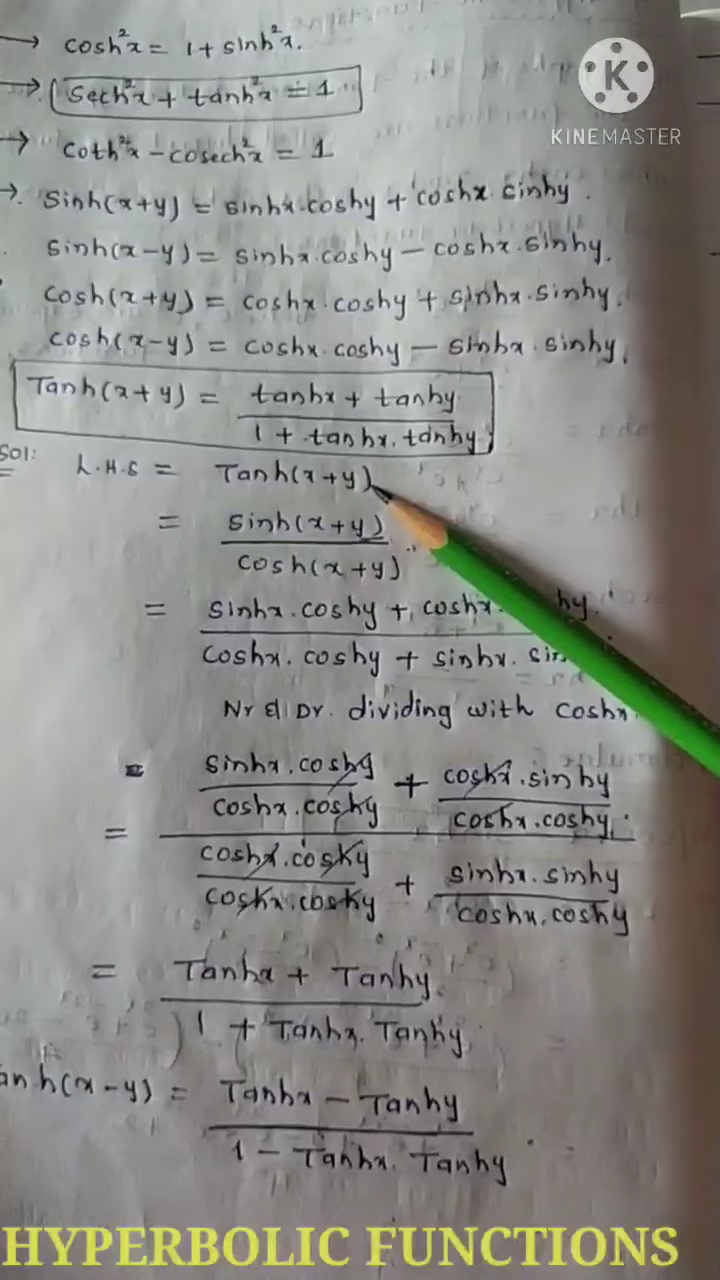 → cosh²x = 1 + sinh²x.
K
→ Sech²x + tanh²x = 1
KINEMASTER
→ coth²x - cosech²x = 1
→ Sinh(x+y) = sinhx.coshy + coshx.cinhy.
sinh(x-y) = sinhx.coshy - coshx.sinhy.
cosh(x+y) = coshx.coshy + sinhx.sinhy.
cosh(x-y) = coshx.coshy - sinhx.sinhy.
Tanh(x+y) = tanhx + tanhy
1 + tanhx.tanhy
Sol: L.H.S = Tanh(x+y)
= sinh(x+y)
cosh(x+y)
= sinhx.coshy + coshx. hy.
coshx.coshy + sinhx.
Nr & Dr. dividing with coshx
= sinhx.coshy + coshx.sinhy
coshx.coshy coshx.coshy
=
coshx.coshy + sinhx.sinhy
coshx.coshy coshx.coshy
= Tanhx + Tanhy
1 + Tanhx.Tanhy
anh(x-y) = Tanhx - Tanhy
1 - Tanhx.Tanhy
HYPERBOLIC FUNCTIONS